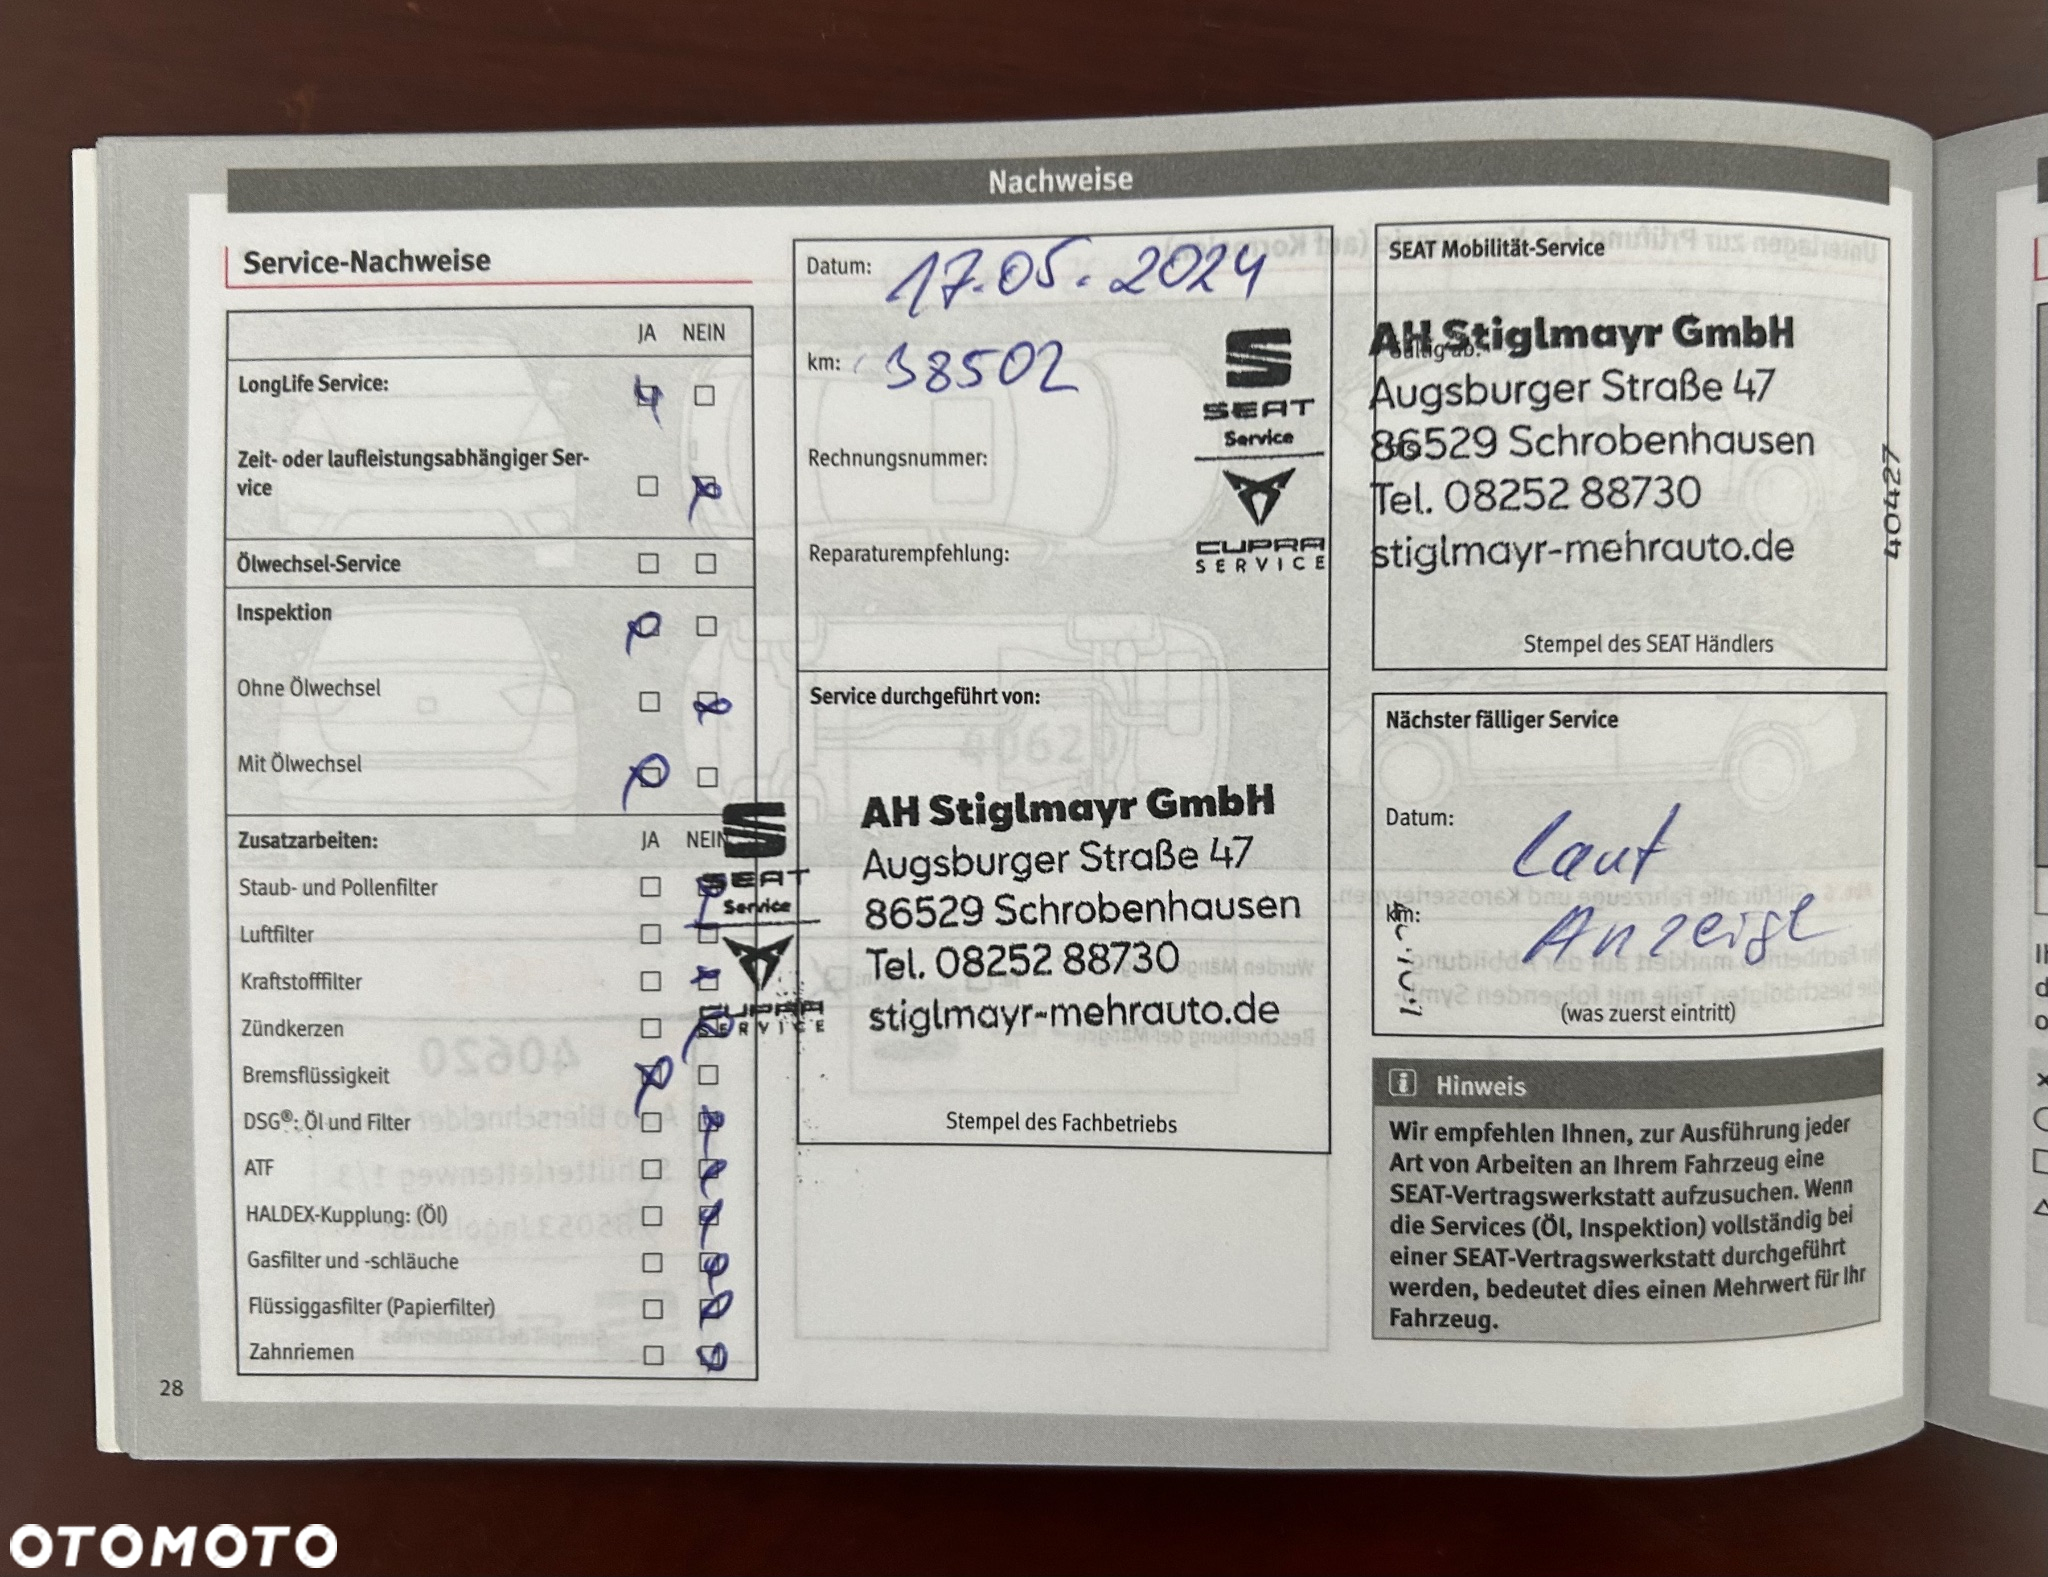 Nachweise
Service-Nachweise
JA NEIN
LongLife Service:
Zeit- oder laufleistungsabhängiger Ser-
vice
Ölwechsel-Service
Inspektion
Ohne Ölwechsel
Mit Ölwechsel
Zusatzarbeiten: JA NEIN
Staub- und Pollenfilter
Luftfilter
Kraftstofffilter
Zündkerzen
Bremsflüssigkeit
DSG®: Öl und Filter
ATF
HALDEX-Kupplung: (Öl)
Gasfilter und -schläuche
Flüssiggasfilter (Papierfilter)
Zahnriemen
28
Datum: 17.05.2024
km: 38502
Rechnungsnummer:
Reparaturempfehlung:
SEAT
Service
CUPRA
SERVICE
Service durchgeführt von:
SEAT
Service
CUPRA
SERVICE
AH Stiglmayr GmbH
Augsburger Straße 47
86529 Schrobenhausen
Tel. 08252 88730
stiglmayr-mehrauto.de
Stempel des Fachbetriebs
SEAT Mobilität-Service
Gültig ab:
AH Stiglmayr GmbH
Augsburger Straße 47
86529 Schrobenhausen
Tel. 08252 88730
stiglmayr-mehrauto.de
40427
Stempel des SEAT Händlers
Nächster fälliger Service
Datum: Laut
km: Anzeige
(was zuerst eintritt)
Hinweis
Wir empfehlen Ihnen, zur Ausführung jeder
Art von Arbeiten an Ihrem Fahrzeug eine
SEAT-Vertragswerkstatt aufzusuchen. Wenn
die Services (Öl, Inspektion) vollständig bei
einer SEAT-Vertragswerkstatt durchgeführt
werden, bedeutet dies einen Mehrwert für Ihr
Fahrzeug.
OTOMOTO